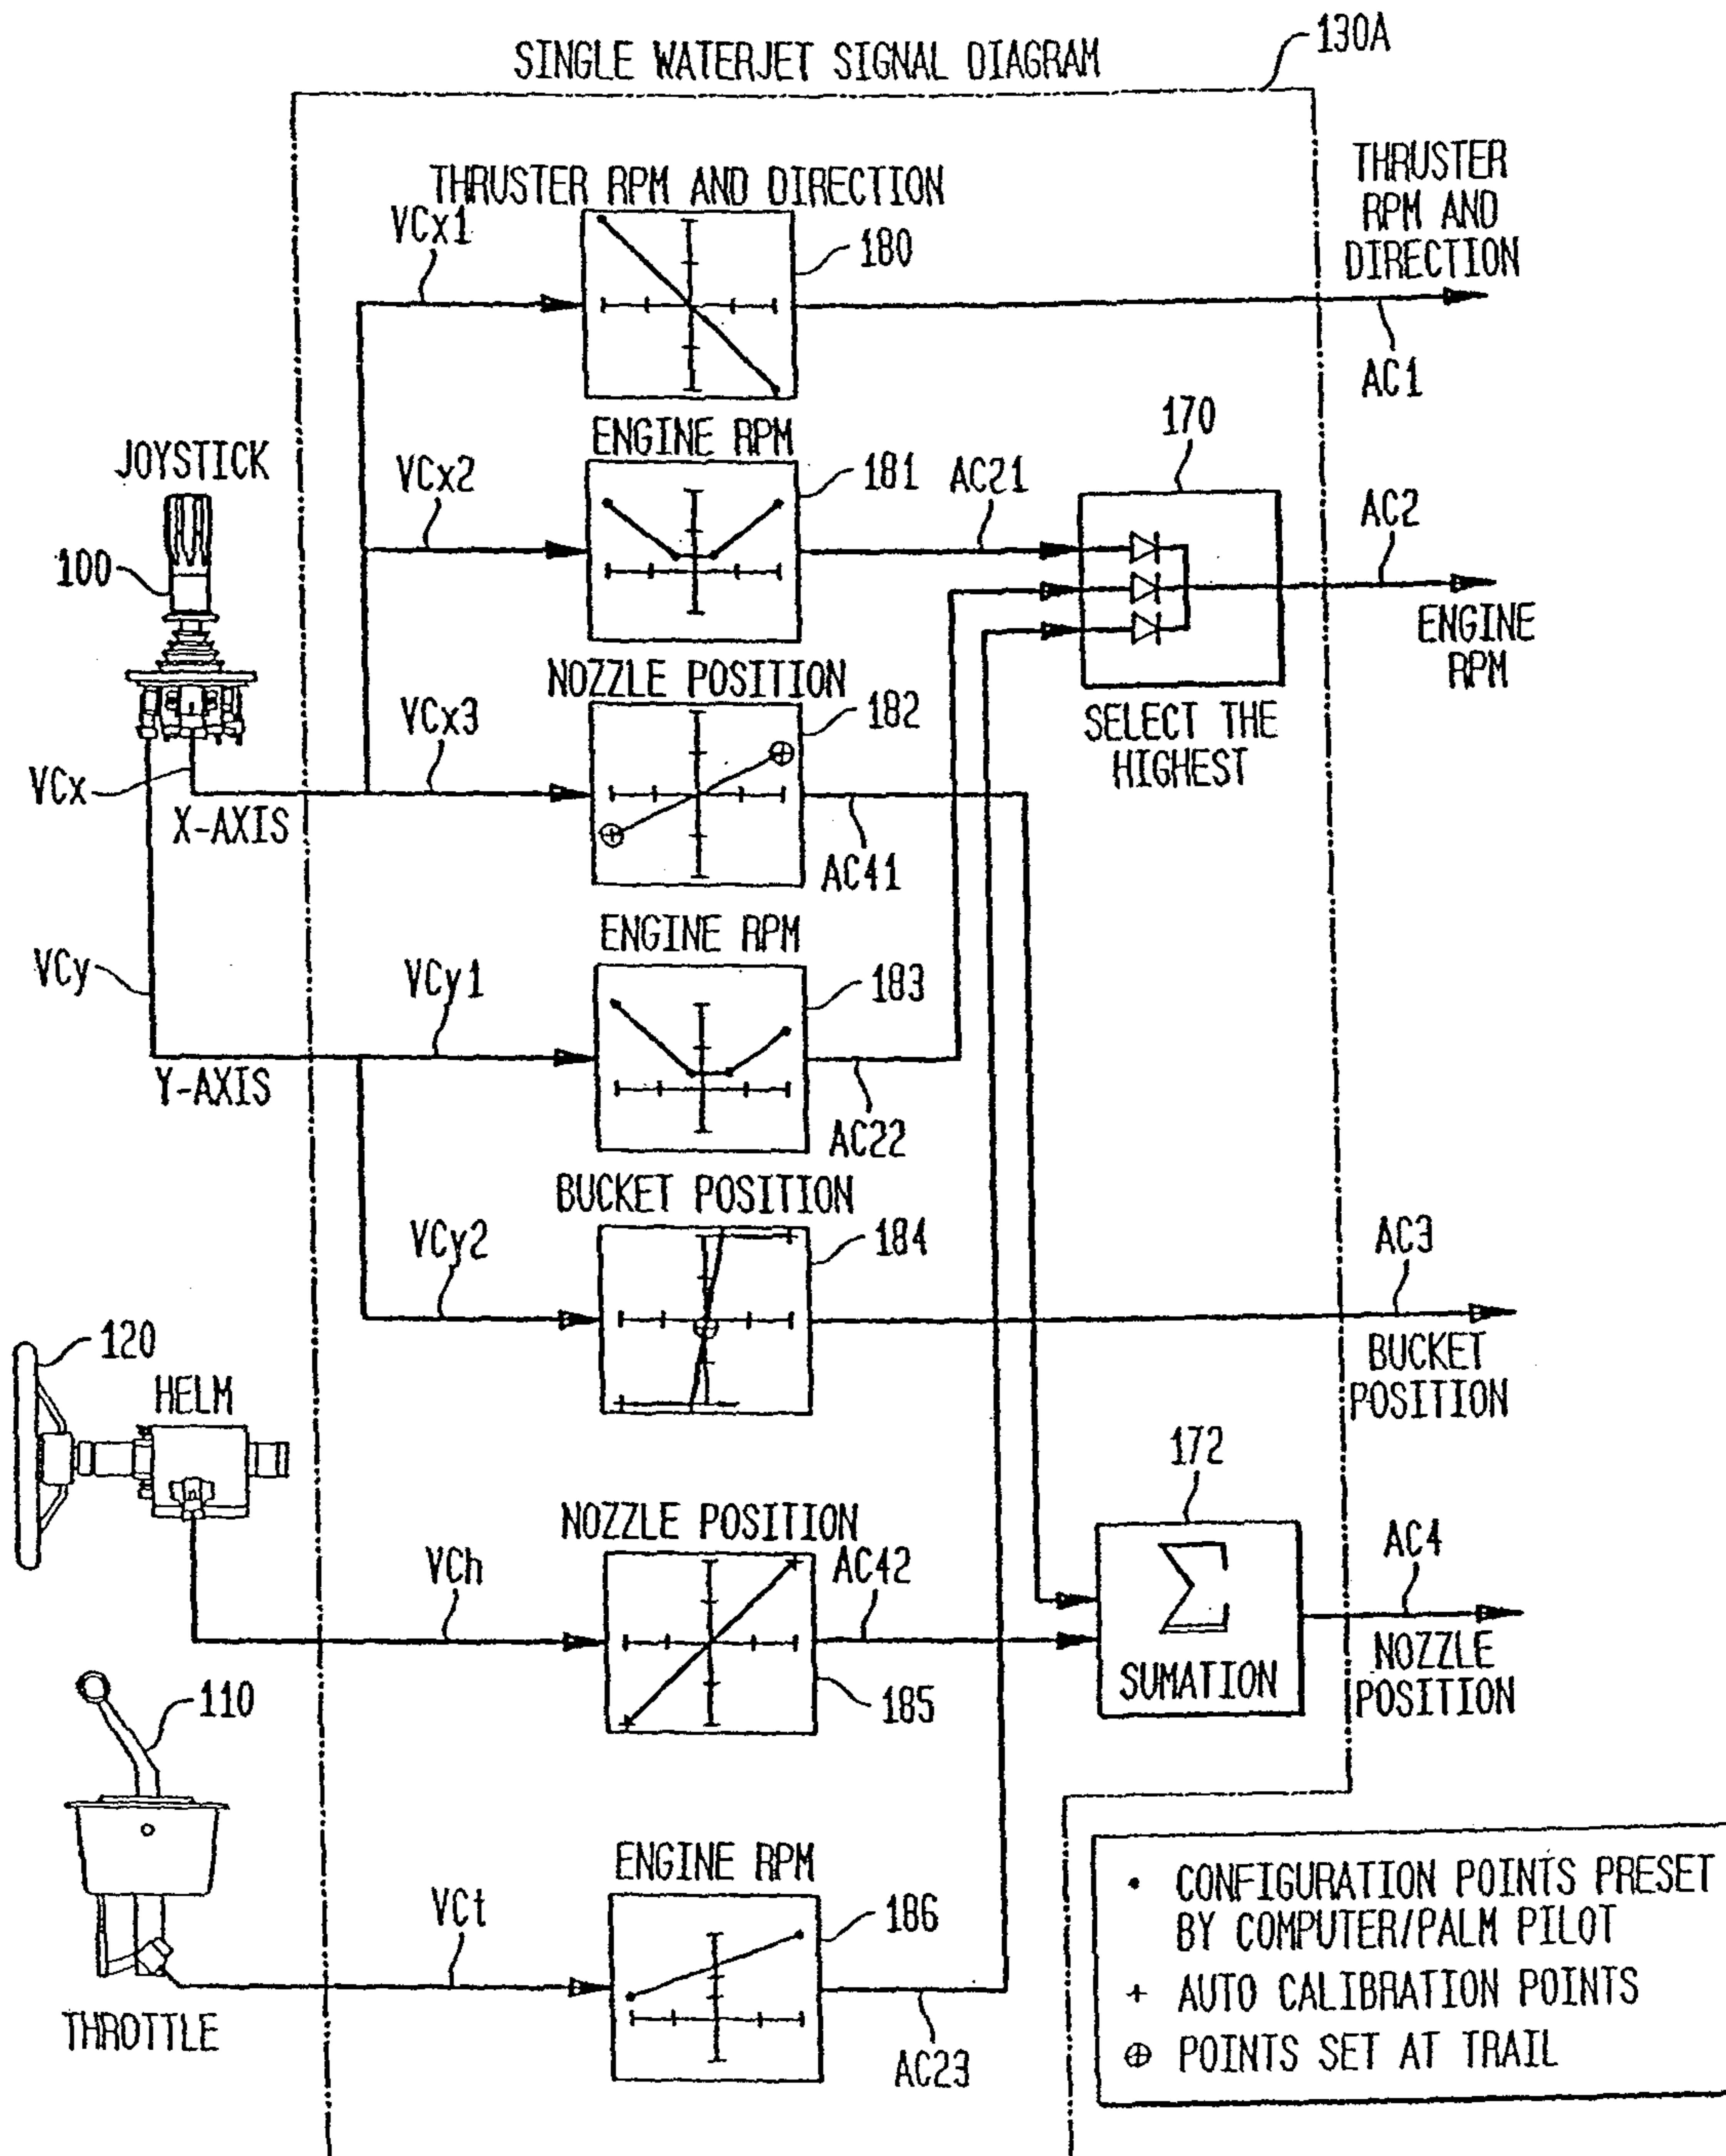 SINGLE WATERJET SIGNAL DIAGRAM
130A
THRUSTER RPM AND DIRECTION
VCx1
180
THRUSTER
RPM AND
DIRECTION
AC1
ENGINE RPM
VCx2
181
AC21
170
AC2
ENGINE
RPM
SELECT THE
HIGHEST
JOYSTICK
100
NOZZLE POSITION
VCx3
182
VCx
X-AXIS
AC41
ENGINE RPM
VCy
VCy1
183
Y-AXIS
AC22
BUCKET POSITION
VCy2
184
AC3
BUCKET
POSITION
120
HELM
172
NOZZLE POSITION
VCh
AC42
185
Σ
SUMATION
AC4
NOZZLE
POSITION
110
ENGINE RPM
VCt
186
THROTTLE
AC23
• CONFIGURATION POINTS PRESET
BY COMPUTER/PALM PILOT
+ AUTO CALIBRATION POINTS
⊕ POINTS SET AT TRAIL